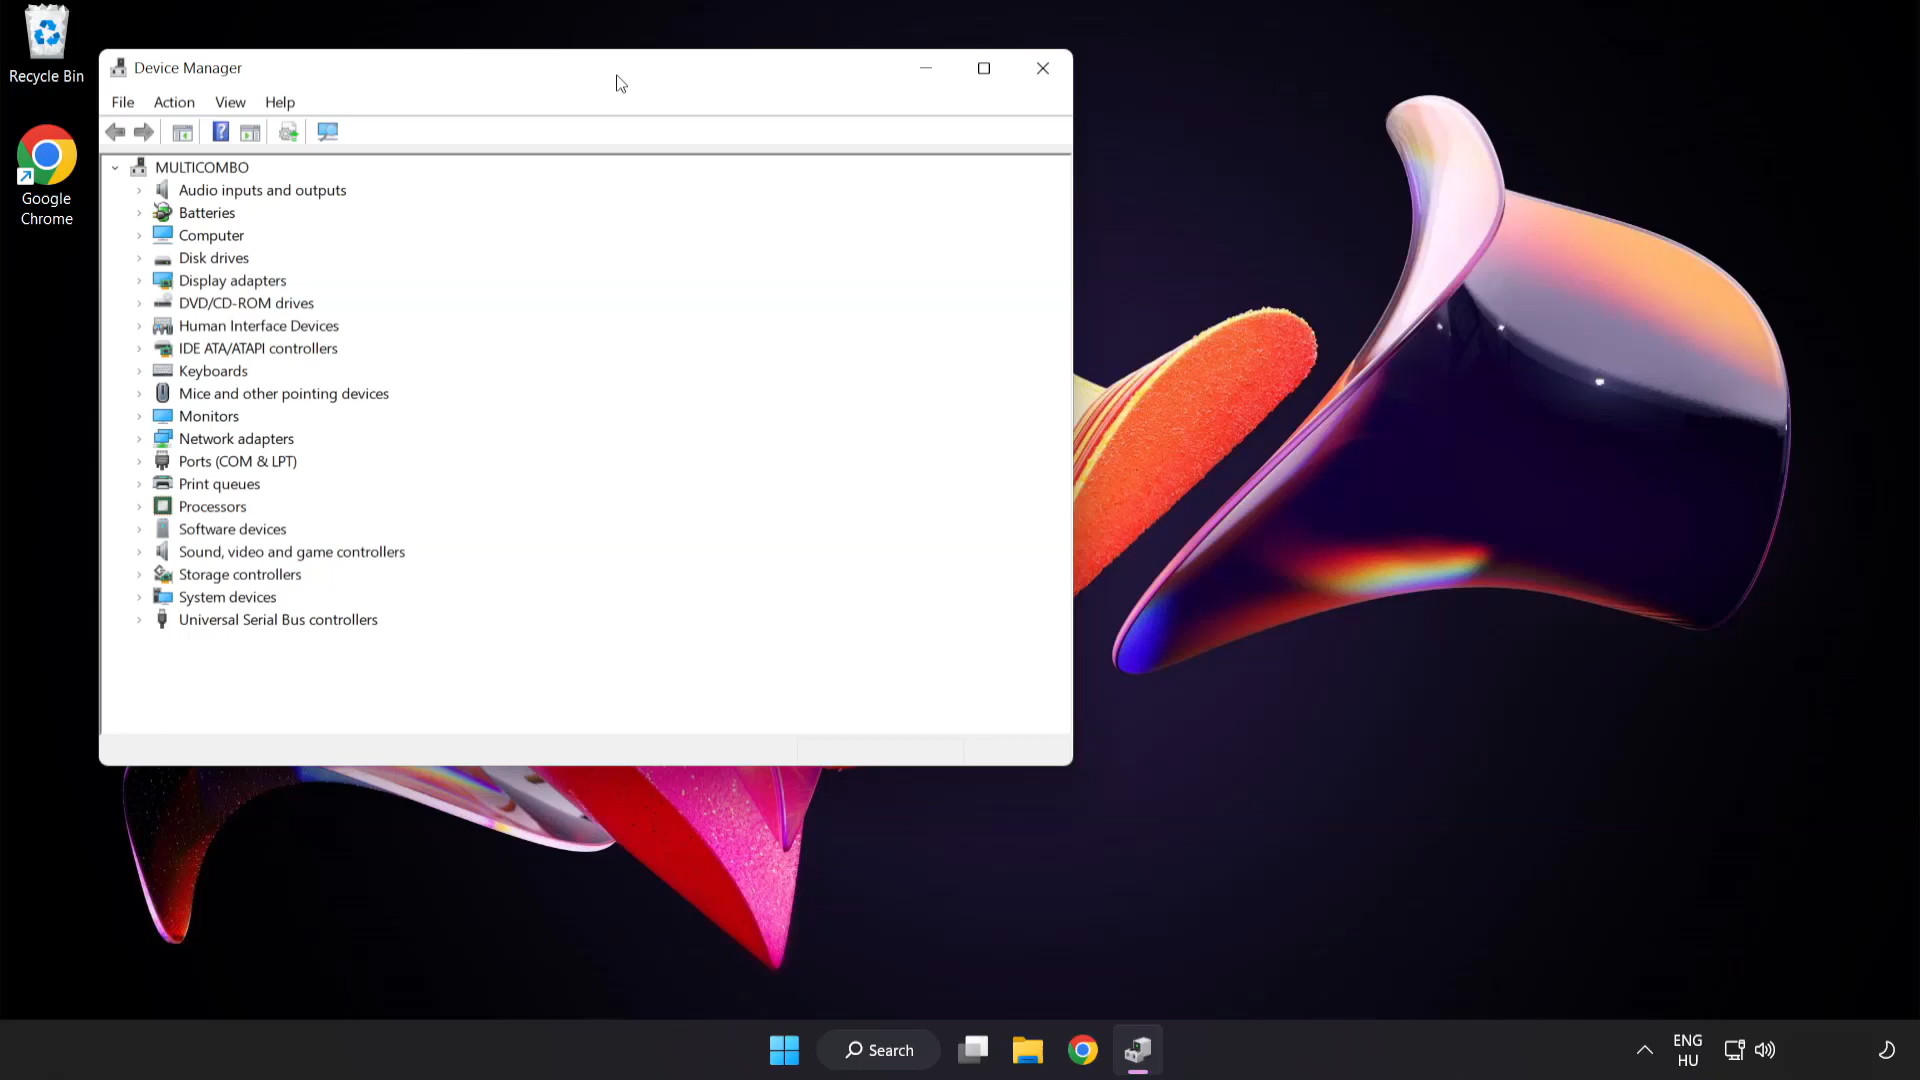 Recycle Bin
Google
Chrome
Device Manager
File Action View Help
MULTICOMBO
Audio inputs and outputs
Batteries
Computer
Disk drives
Display adapters
DVD/CD-ROM drives
Human Interface Devices
IDE ATA/ATAPI controllers
Keyboards
Mice and other pointing devices
Monitors
Network adapters
Ports (COM & LPT)
Print queues
Processors
Software devices
Sound, video and game controllers
Storage controllers
System devices
Universal Serial Bus controllers
Search
ENG
HU